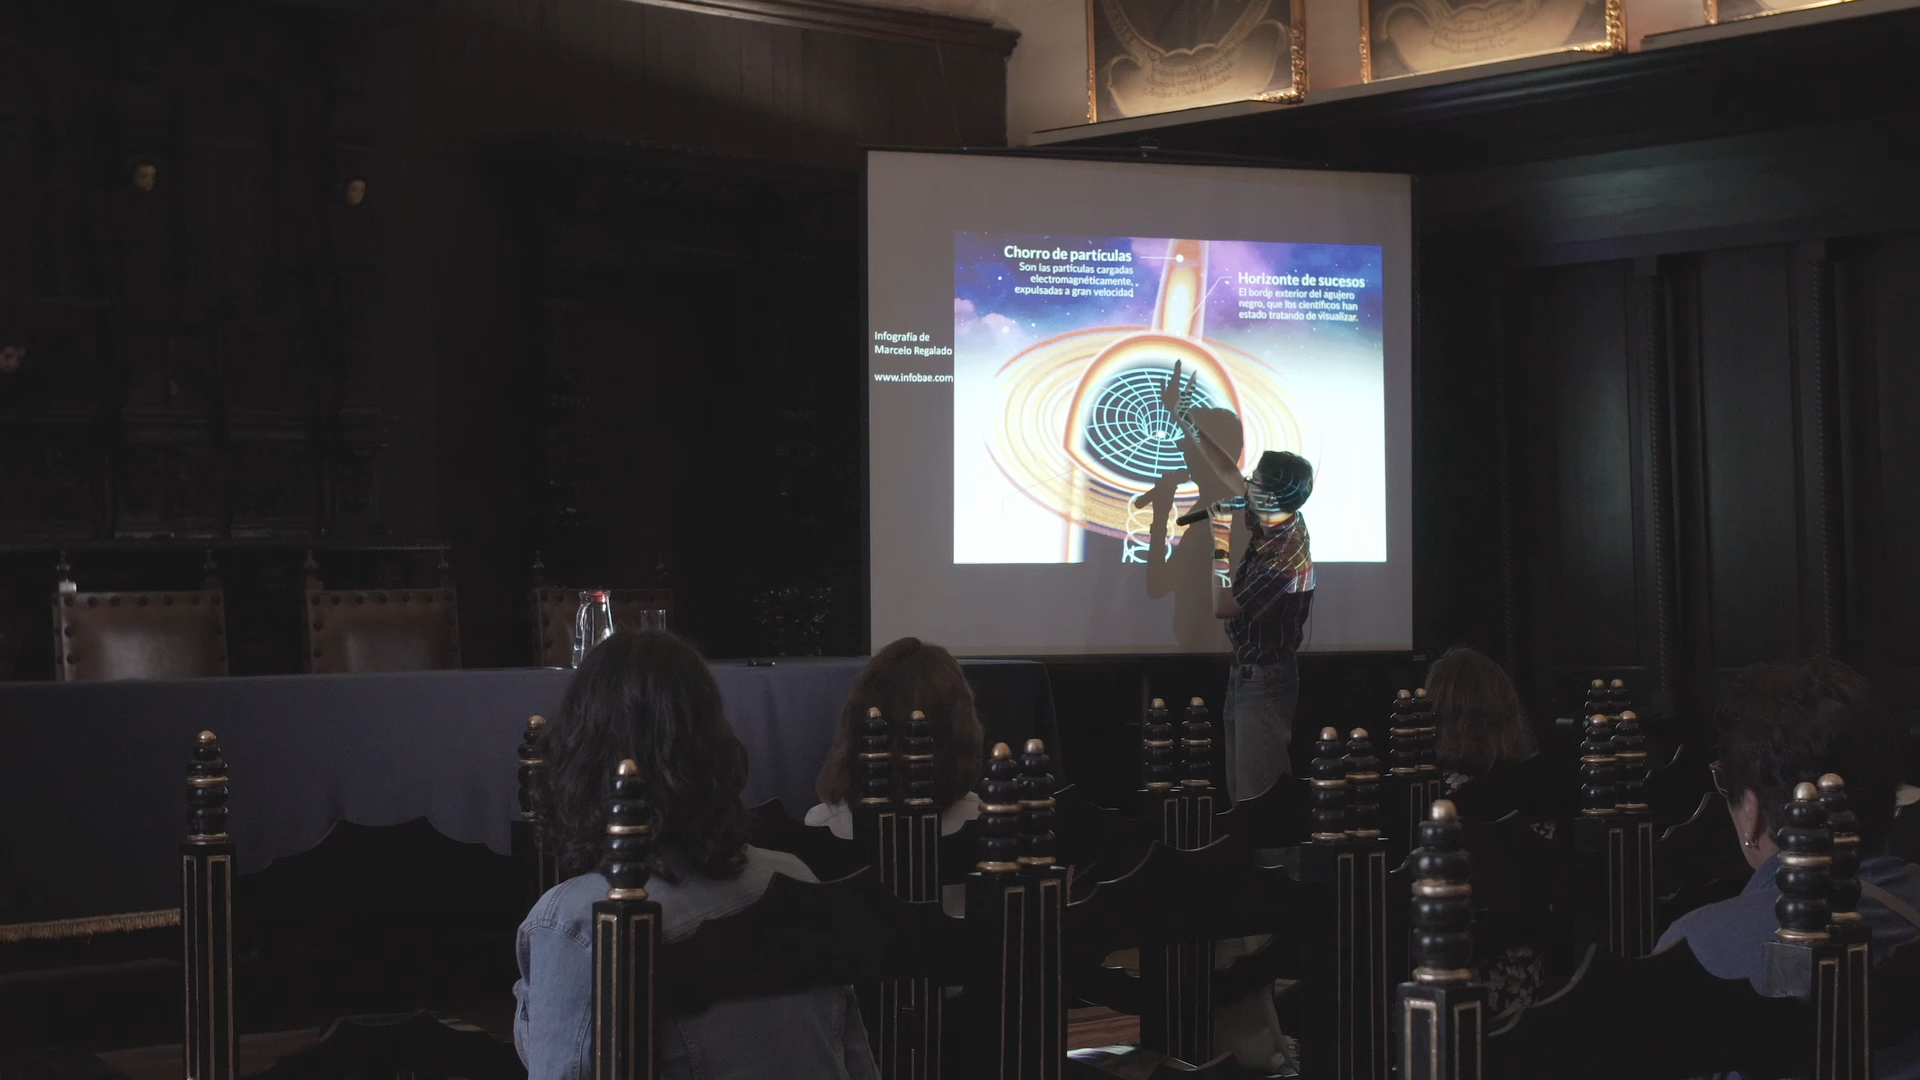 Chorro de partículas
Son las partículas cargadas
electromagnéticamente,
expulsadas a gran velocidad
Horizonte de sucesos
El borde exterior del agujero
negro, que los científicos han
estado tratando de visualizar.
Infografía de
Marcelo Regalado
www.infobae.com